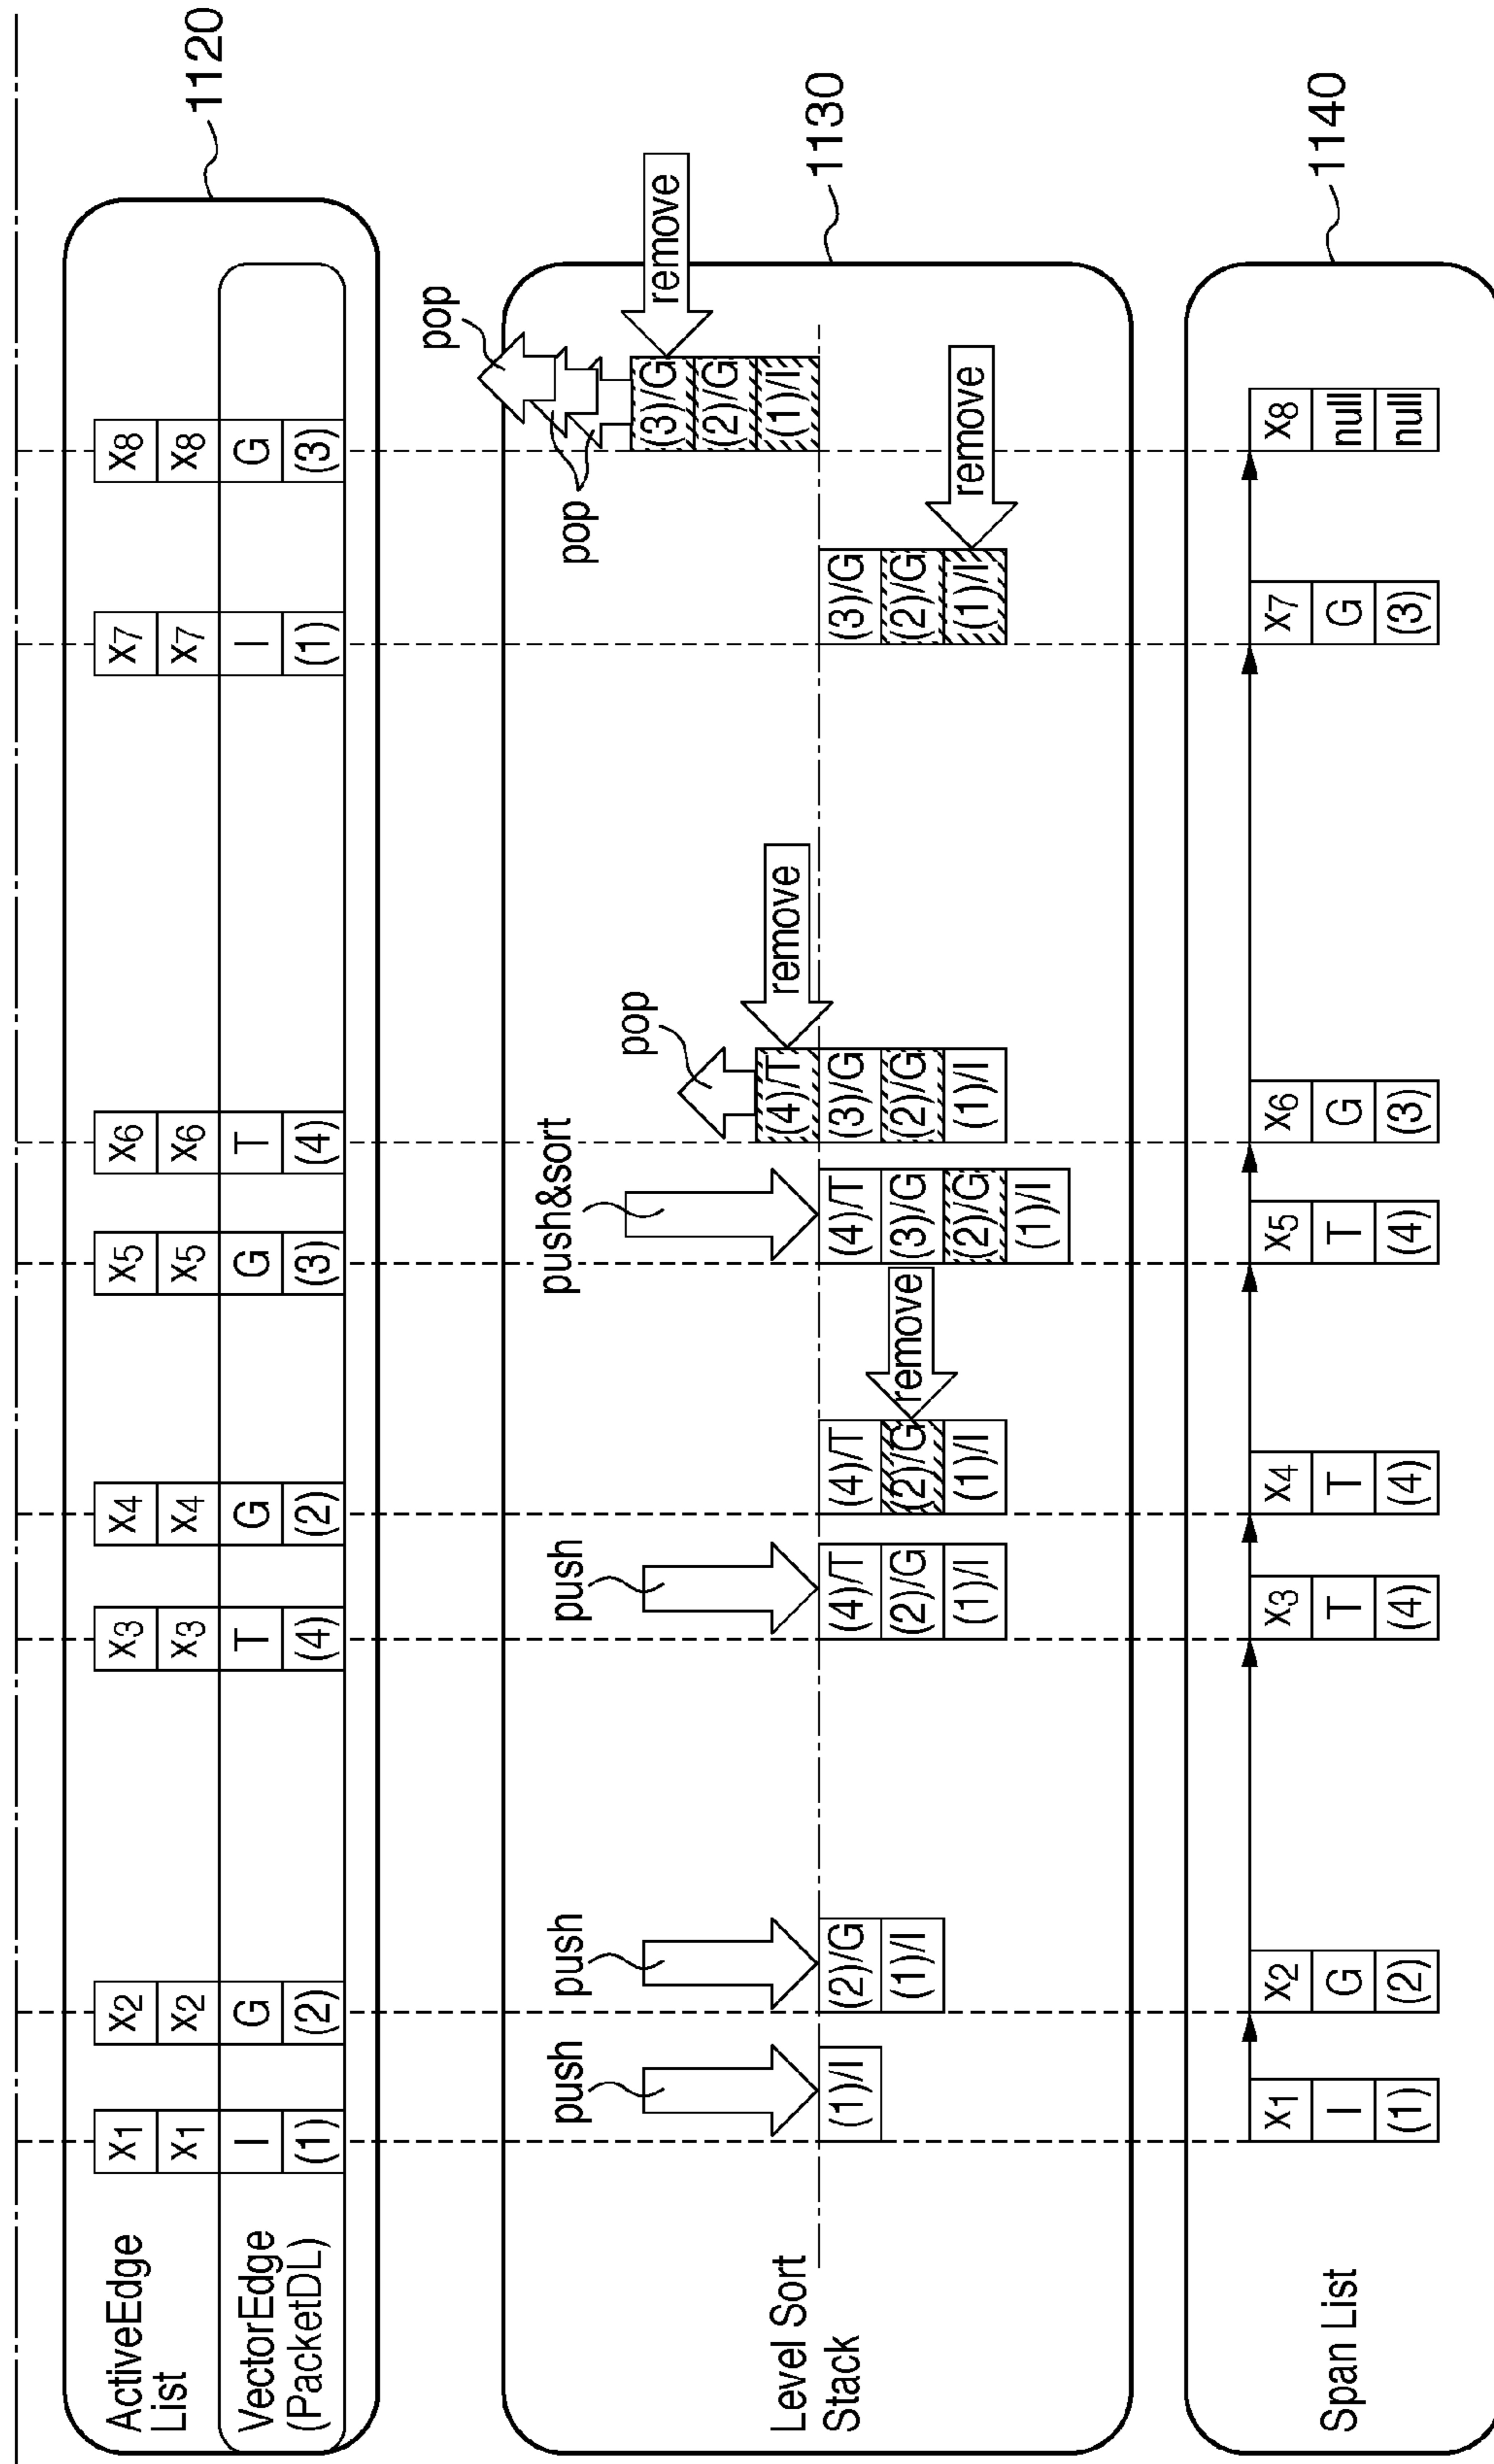 1120
ActiveEdge
List
X1 X2 X3 X4 X5 X6 X7 X8
X1 X2 X3 X4 X5 X6 X7 X8
VectorEdge
(PacketDL)
I G T G G T I G
(1) (2) (4) (2) (3) (4) (1) (3)
1130
Level Sort
Stack
push
(1)/I
push
(2)/G
(1)/I
push
(4)/T
(2)/G
(1)/I
remove
(4)/T
(2)/G
(1)/I
push&sort
(4)/T
(3)/G
(2)/G
(1)/I
pop
remove
(4)/T
(3)/G
(2)/G
(1)/I
remove
(3)/G
(2)/G
(1)/I
pop
pop
remove
(3)/G
(2)/G
(1)/I
1140
Span List
X1 X2 X3 X4 X5 X6 X7 X8
I G T T T G G null
(1) (2) (4) (4) (4) (3) (3) null